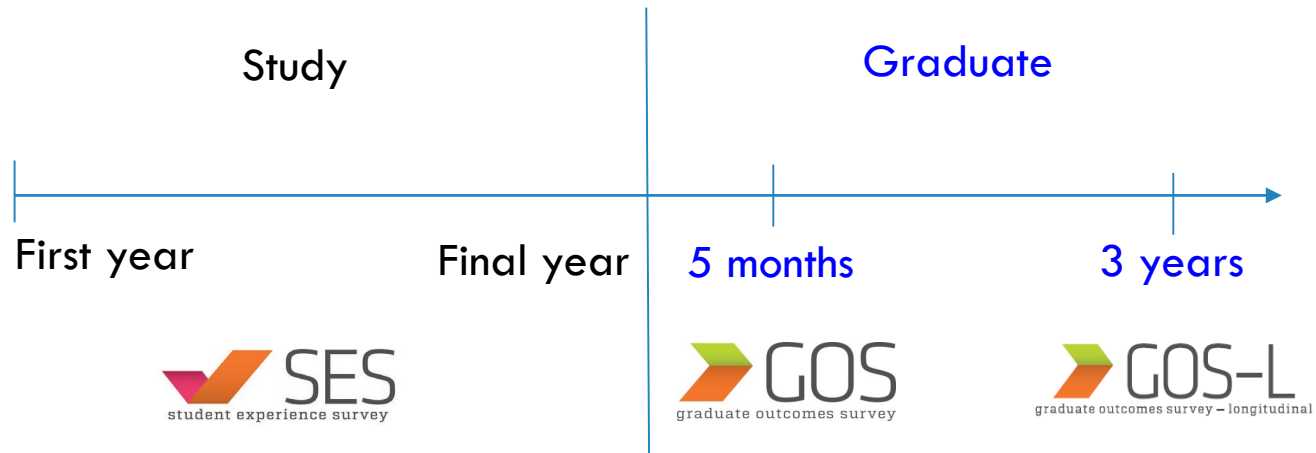 Study
Graduate
First year
Final year
5 months
3 years
SES
student experience survey
GOS
graduate outcomes survey
GOS-L
graduate outcomes survey – longitudinal